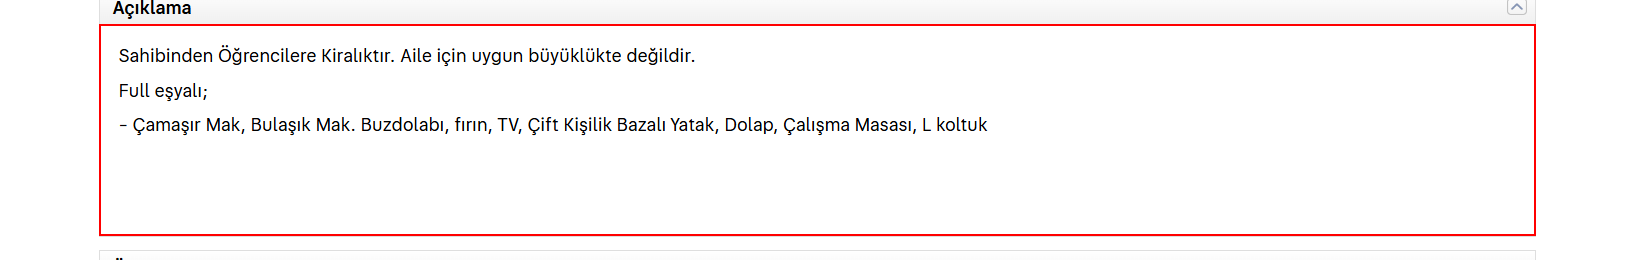 Açıklama
Sahibinden Öğrencilere Kiralıktır. Aile için uygun büyüklükte değildir.
Full eşyalı;
- Çamaşır Mak, Bulaşık Mak. Buzdolabı, fırın, TV, Çift Kişilik Bazalı Yatak, Dolap, Çalışma Masası, L koltuk